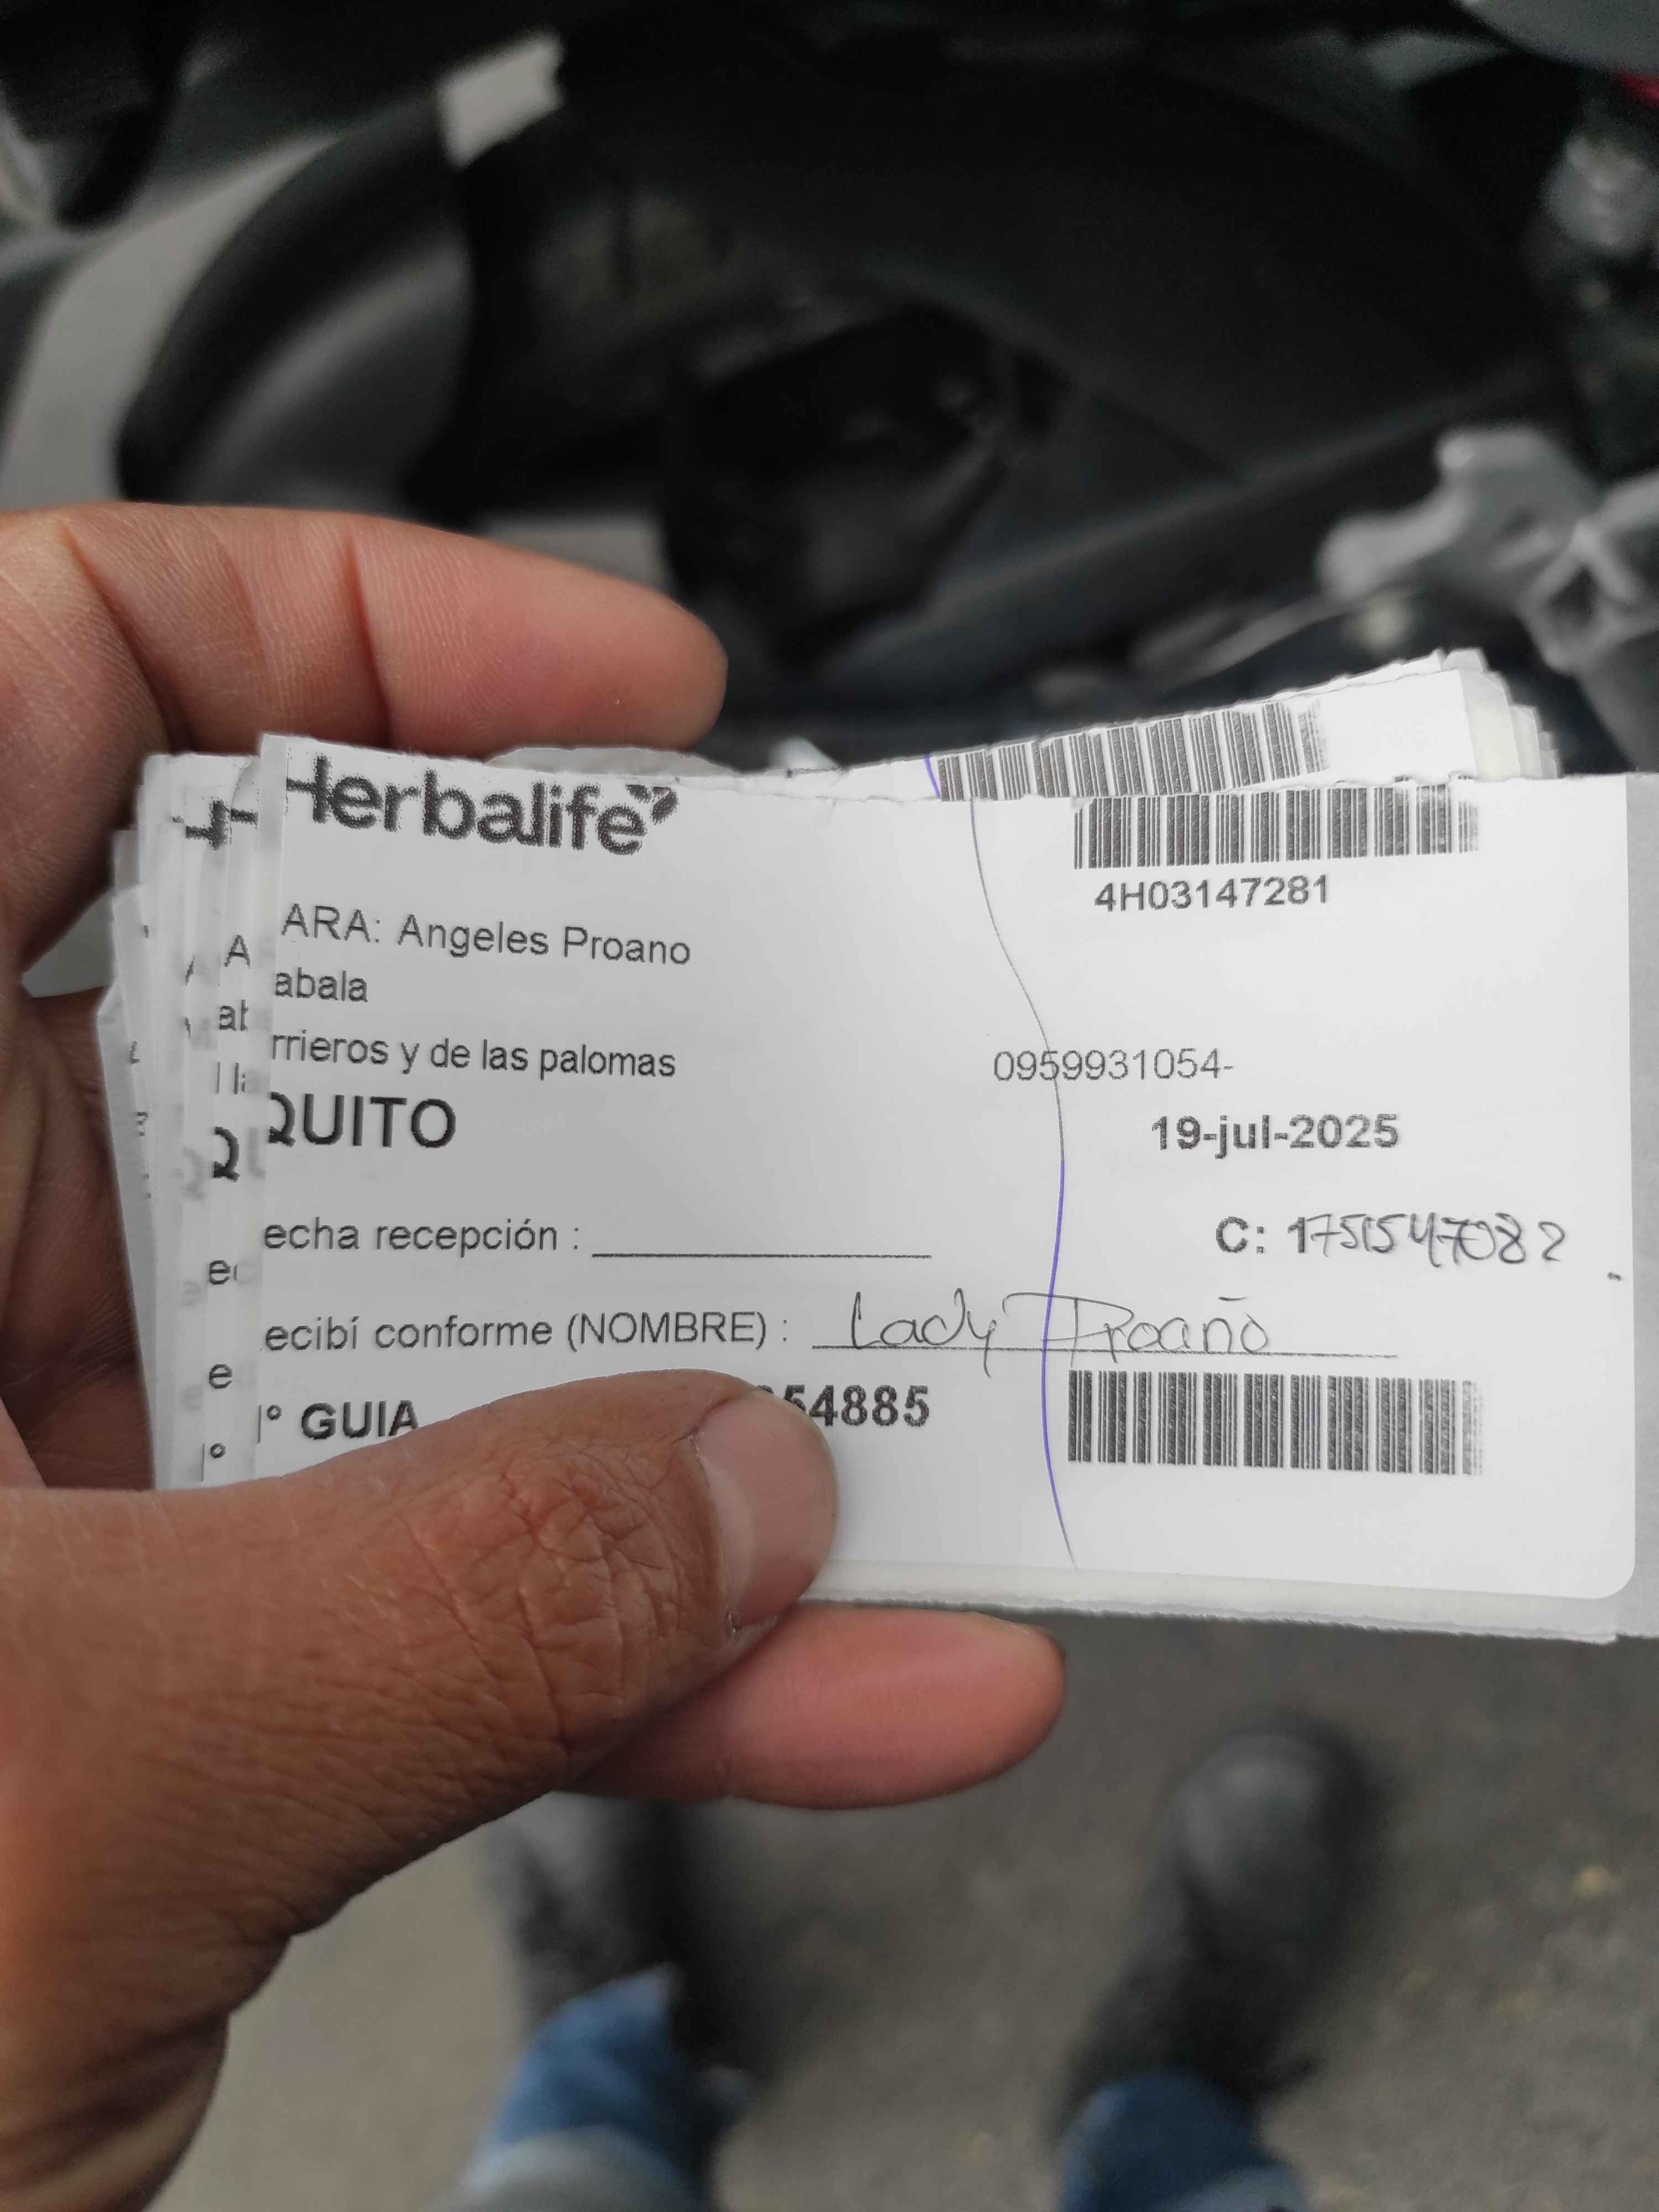 Herbalife
4H03147281
ARA: Angeles Proano
abala
rrieros y de las palomas
0959931054-
QUITO
19-jul-2025
echa recepción :
C: 1751547082
ecibí conforme (NOMBRE) : Lady Proaño
° GUIA 54885